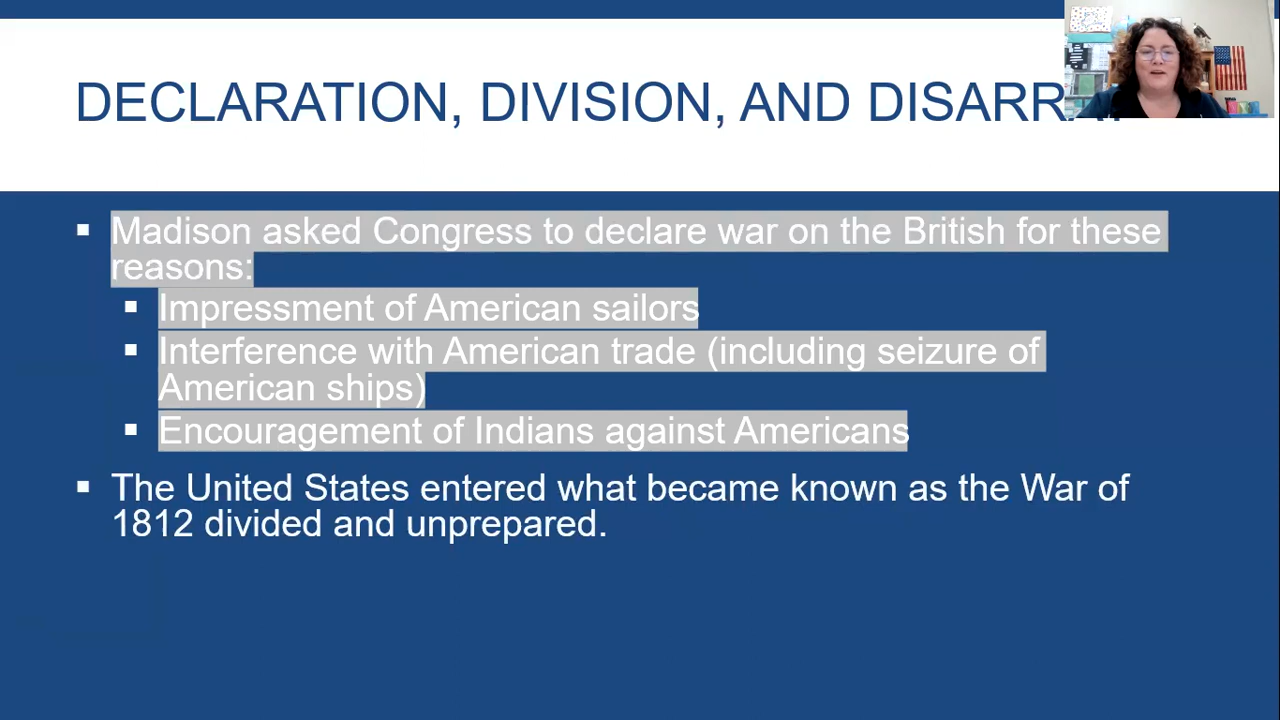 DECLARATION, DIVISION, AND
Madison asked Congress to declare war on the British for these
reasons:
Impressment of American sailors
Interference with American trade (including seizure of
American ships)
Encouragement of Indians against Americans
The United States entered what became known as the War of
1812 divided and unprepared.